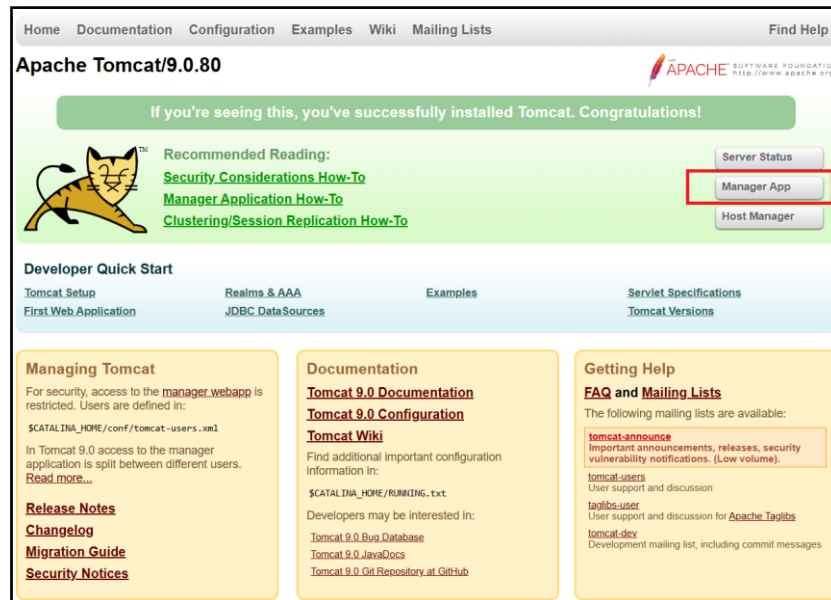 Home Documentation Configuration Examples Wiki Mailing Lists Find Help
Apache Tomcat/9.0.80
THE
APACHE SOFTWARE FOUNDATIO
http://www.apache.org
If you're seeing this, you've successfully installed Tomcat. Congratulations!
TM
Recommended Reading:
Security Considerations How-To
Manager Application How-To
Clustering/Session Replication How-To
Server Status
Manager App
Host Manager
Developer Quick Start
Tomcat Setup
First Web Application
Realms & AAA
JDBC DataSources
Examples
Servlet Specifications
Tomcat Versions
Managing Tomcat
For security, access to the manager webapp is
restricted. Users are defined in:
$CATALINA_HOME/conf/tomcat-users.xml
In Tomcat 9.0 access to the manager
application is split between different users.
Read more...
Release Notes
Changelog
Migration Guide
Security Notices
Documentation
Tomcat 9.0 Documentation
Tomcat 9.0 Configuration
Tomcat Wiki
Find additional important configuration
information in:
$CATALINA_HOME/RUNNING.txt
Developers may be interested in:
Tomcat 9.0 Bug Database
Tomcat 9.0 JavaDocs
Tomcat 9.0 Git Repository at GitHub
Getting Help
FAQ and Mailing Lists
The following mailing lists are available:
tomcat-announce
Important announcements, releases, security
vulnerability notifications. (Low volume).
tomcat-users
User support and discussion
taglibs-user
User support and discussion for Apache Taglibs
tomcat-dev
Development mailing list, including commit messages